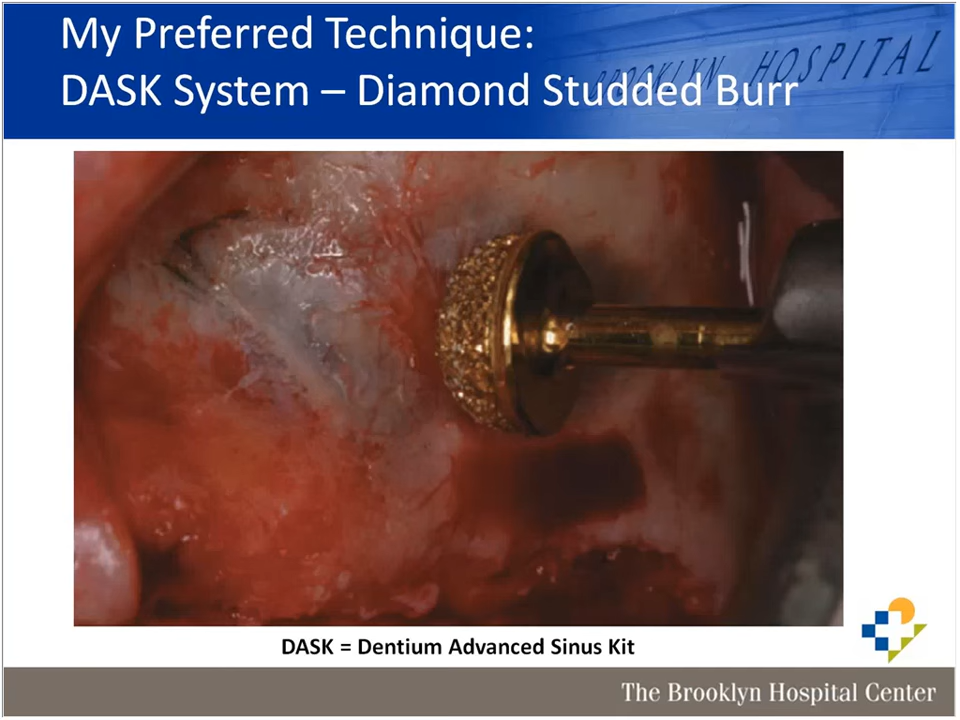 My Preferred Technique:
DASK System – Diamond Studded Burr
BROOKLYN HOSPITAL
DASK = Dentium Advanced Sinus Kit
The Brooklyn Hospital Center